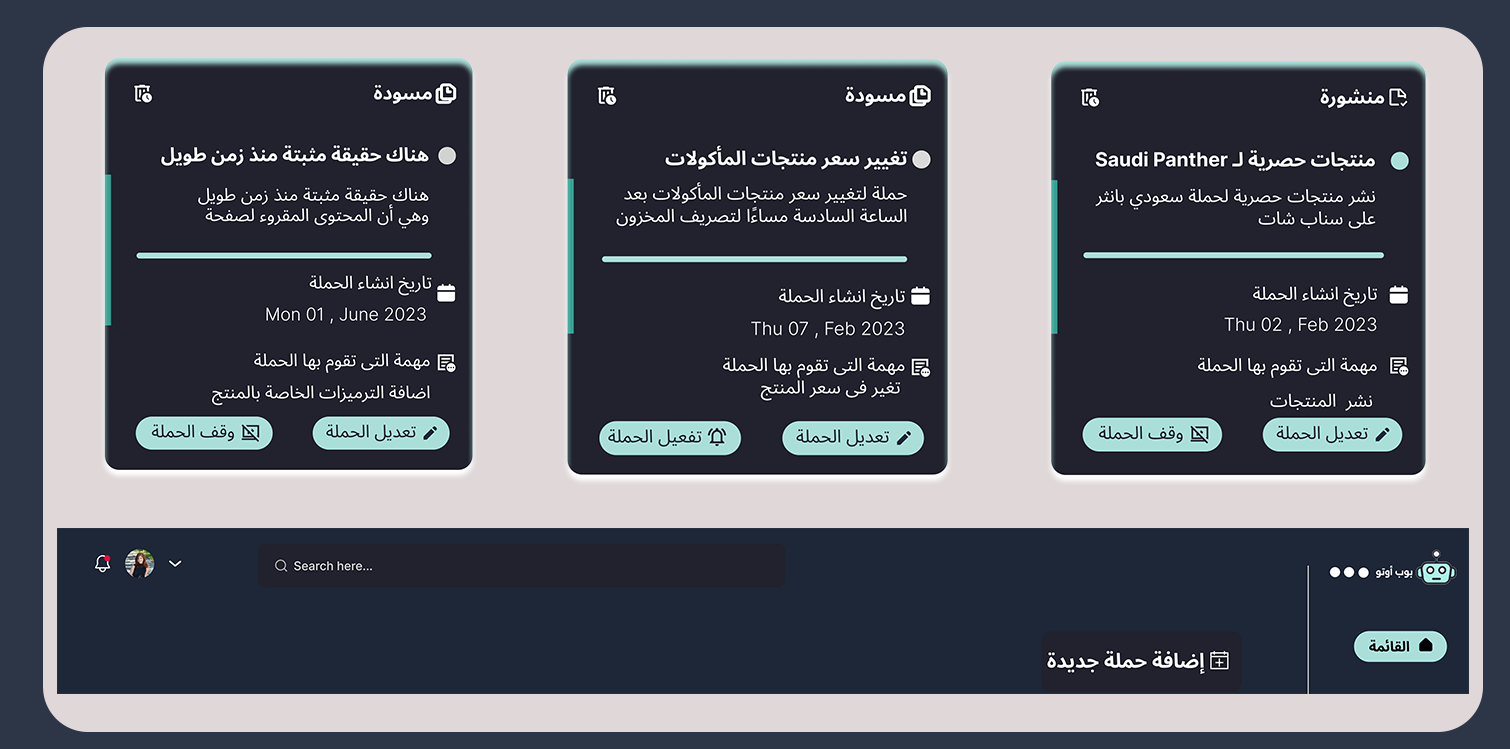 منشورة
منتجات حصرية لـ Saudi Panther
نشر منتجات حصرية لحملة سعودي بانثر
على سناب شات
تاريخ انشاء الحملة
Thu 02 , Feb 2023
مهمة التى تقوم بها الحملة
نشر المنتجات
تعديل الحملة
وقف الحملة
مسودة
تغيير سعر منتجات المأكولات
حملة لتغيير سعر منتجات المأكولات بعد
الساعة السادسة مساءًا لتصريف المخزون
تاريخ انشاء الحملة
Thu 07 , Feb 2023
مهمة التى تقوم بها الحملة
تغير فى سعر المنتج
تعديل الحملة
تفعيل الحملة
مسودة
هناك حقيقة مثبتة منذ زمن طويل
هناك حقيقة مثبتة منذ زمن طويل
وهي أن المحتوى المقروء لصفحة
تاريخ انشاء الحملة
Mon 01 , June 2023
مهمة التى تقوم بها الحملة
اضافة الترميزات الخاصة بالمنتج
تعديل الحملة
وقف الحملة
بوب أوتو
Search here...
القائمة
إضافة حملة جديدة